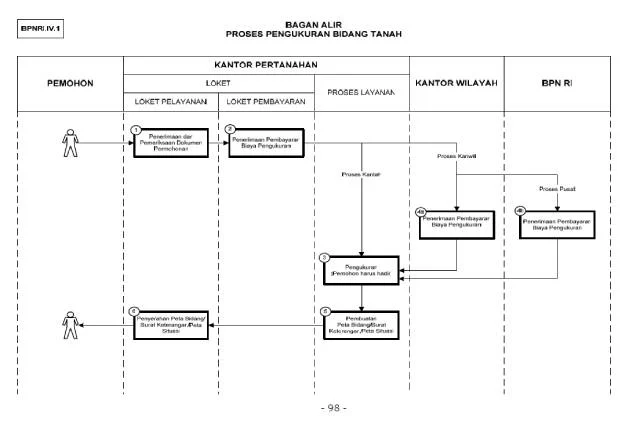 BPNRI.IV.1
BAGAN ALIR
PROSES PENGUKURAN BIDANG TANAH
PEMOHON
KANTOR PERTANAHAN
LOKET
LOKET PELAYANAN
LOKET PEMBAYARAN
PROSES LAYANAN
KANTOR WILAYAH
BPN RI
1
Penerimaan dan
Pemeriksaan Dokumen
Permohonan
2
Penerimaan Pembayaran
Biaya Pengukuran
Proses Kantah
Proses Kanwil
Proses Pusat
Penerimaan Pembayaran
Biaya Pengukuran
Penerimaan Pembayaran
Biaya Pengukuran
3
Pengukuran
(Pemohon harus hadir)
6
Penyerahan Peta Bidang/
Surat Keterangan/Peta
Situasi
5
Pembuatan
Peta Bidang/Surat
Keterangan/Peta Situasi
- 98 -